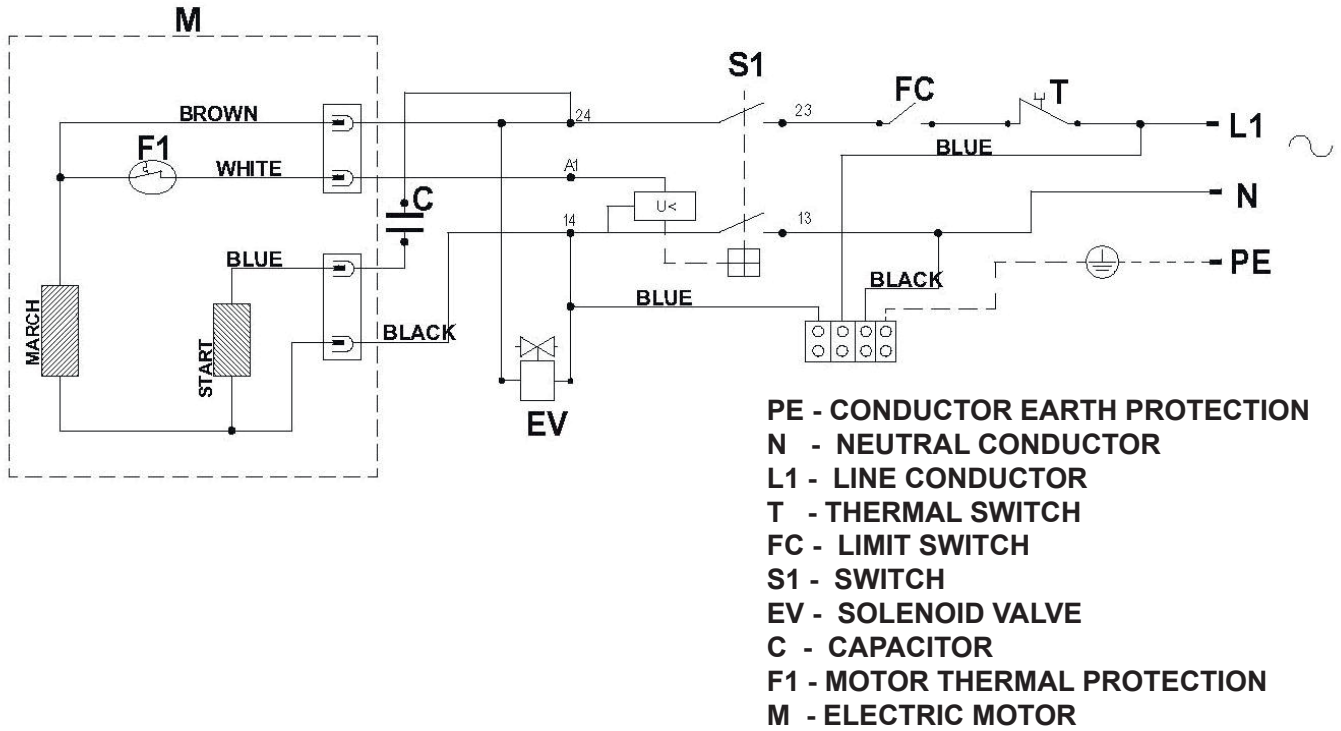 M
S1
FC
T
BROWN
24
23
L1
F1
BLUE
WHITE
A1
N
C
U<
14
13
BLUE
PE
BLACK
BLUE
MARCH
START
BLACK
EV
PE - CONDUCTOR EARTH PROTECTION
N - NEUTRAL CONDUCTOR
L1 - LINE CONDUCTOR
T - THERMAL SWITCH
FC - LIMIT SWITCH
S1 - SWITCH
EV - SOLENOID VALVE
C - CAPACITOR
F1 - MOTOR THERMAL PROTECTION
M - ELECTRIC MOTOR